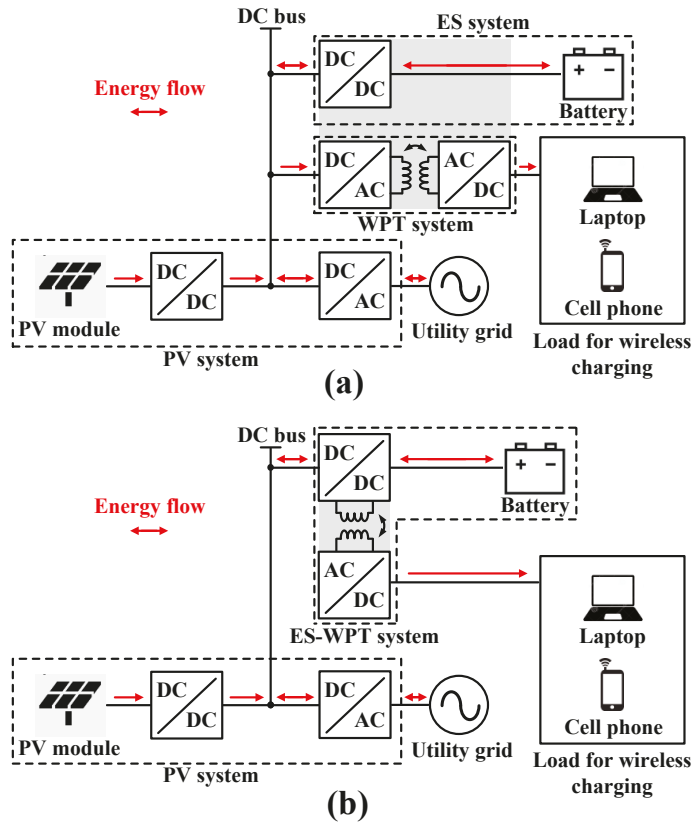 DC bus
ES system
DC
DC
Energy flow
+ −
Battery
DC
AC
AC
DC
WPT system
Laptop
Cell phone
Load for wireless
charging
PV module
DC
DC
DC
AC
Utility grid
PV system
(a)
DC bus
DC
DC
+ −
Battery
Energy flow
AC
DC
ES-WPT system
Laptop
Cell phone
Load for wireless
charging
PV module
DC
DC
DC
AC
Utility grid
PV system
(b)